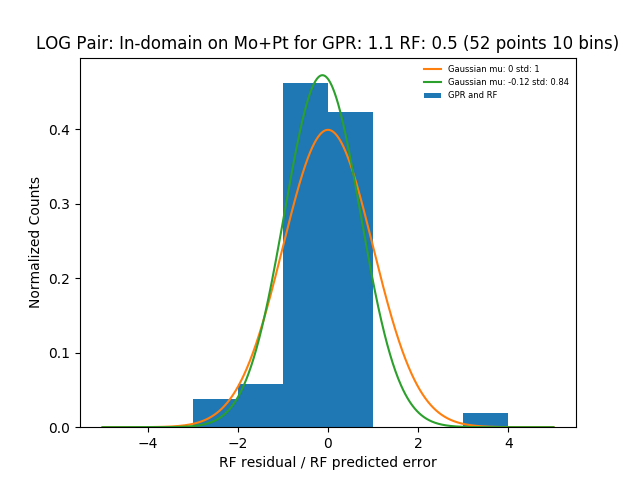 LOG Pair: In-domain on Mo+Pt for GPR: 1.1 RF: 0.5 (52 points 10 bins)
Gaussian mu: 0 std: 1
Gaussian mu: -0.12 std: 0.84
GPR and RF
Normalized Counts
0.4
0.3
0.2
0.1
0.0
−4
−2
0
2
4
RF residual / RF predicted error